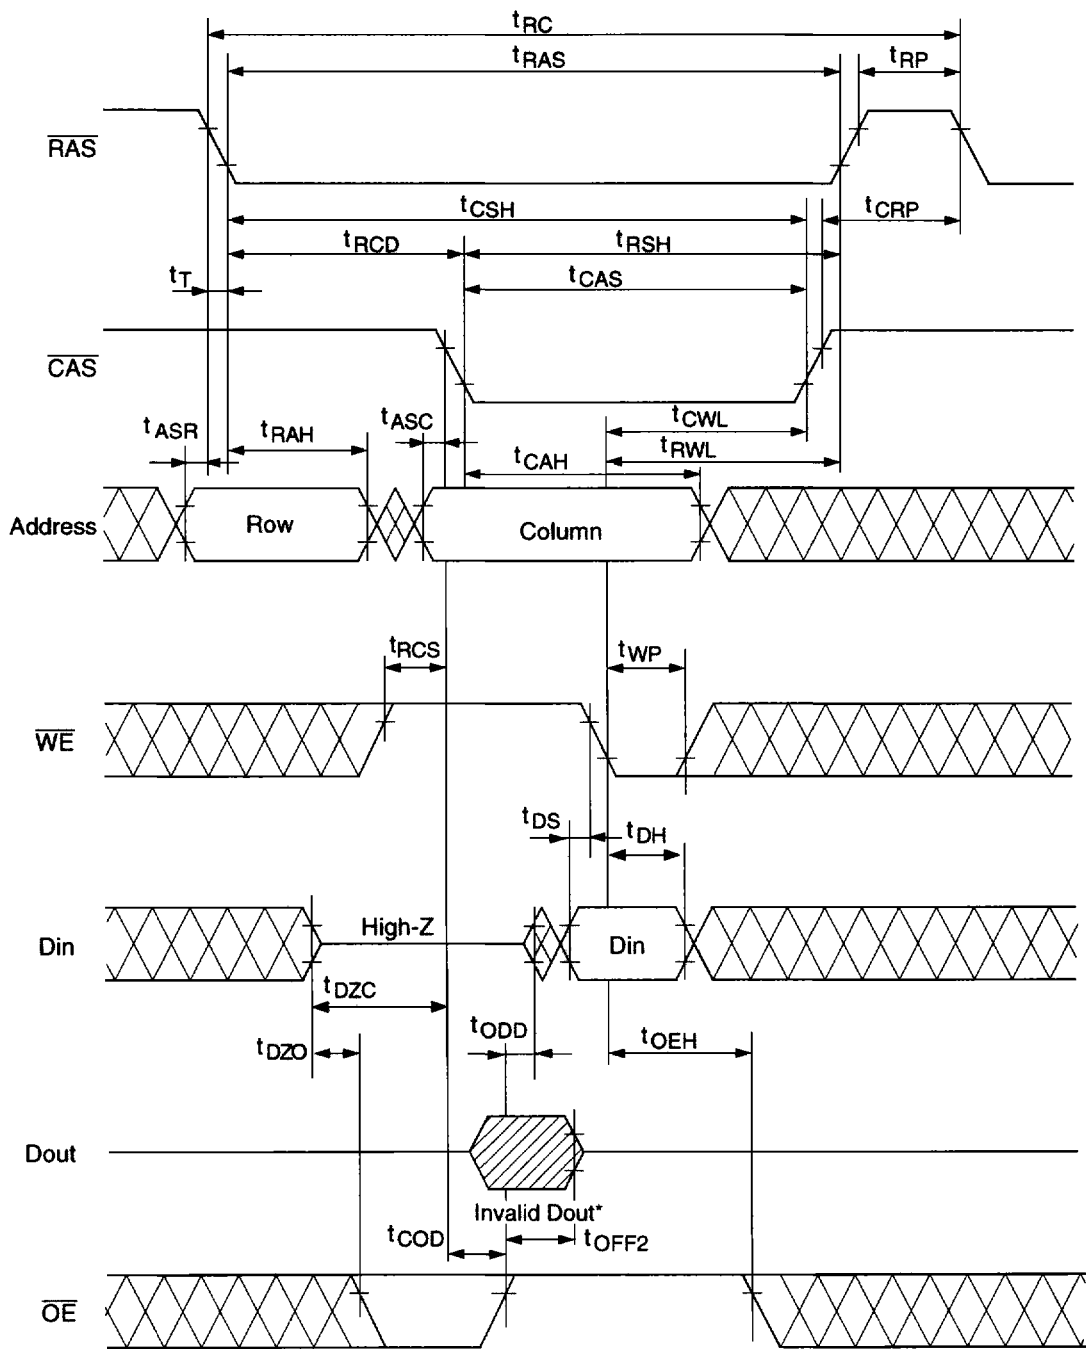 tRC
tRAS
tRP
RAS
tCSH
tCRP
tRCD
tRSH
tT
tCAS
CAS
tASR
tRAH
tASC
tCWL
tRWL
tCAH
Address
Row
Column
tRCS
tWP
WE
tDS
tDH
Din
High-Z
Din
tDZC
tODD
tDZO
tOEH
Dout
Invalid Dout*
tCOD
tOFF2
OE